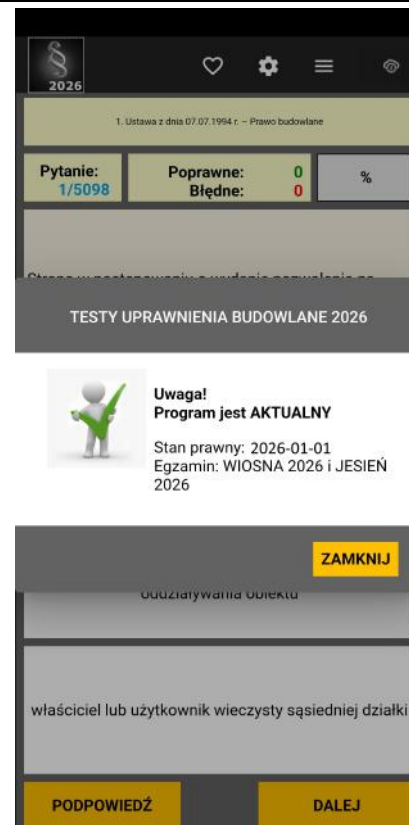 2026
1. Ustawa z dnia 07.07.1994 r. – Prawo budowlane
Pytanie:
1/5098
Poprawne: 0
Błędne: 0
%
TESTY UPRAWNIENIA BUDOWLANE 2026
Uwaga!
Program jest AKTUALNY
Stan prawny: 2026-01-01
Egzamin: WIOSNA 2026 i JESIEŃ
2026
ZAMKNIJ
oddziaływania obiektu
właściciel lub użytkownik wieczysty sąsiedniej działki
PODPOWIEDŹ
DALEJ